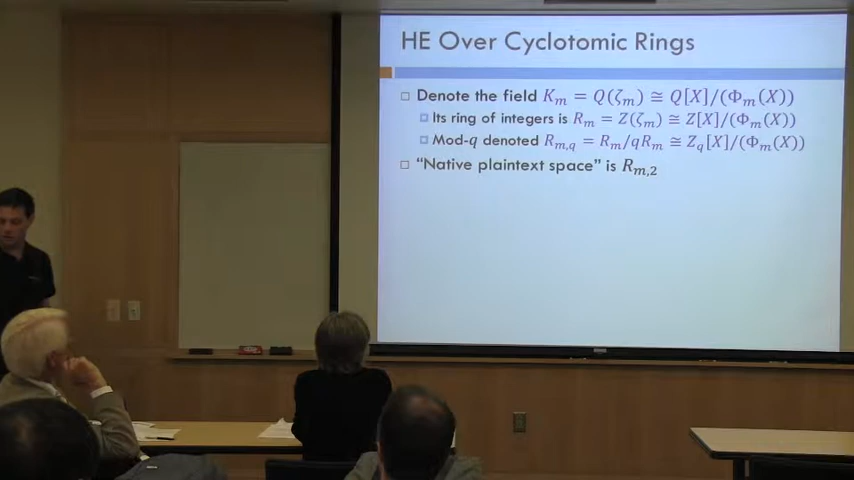 HE Over Cyclotomic Rings
□ Denote the field K_m = Q(ζ_m) ≅ Q[X]/(Φ_m(X))
□ Its ring of integers is R_m = Z(ζ_m) ≅ Z[X]/(Φ_m(X))
□ Mod-q denoted R_{m,q} = R_m/qR_m ≅ Z_q[X]/(Φ_m(X))
□ “Native plaintext space” is R_{m,2}